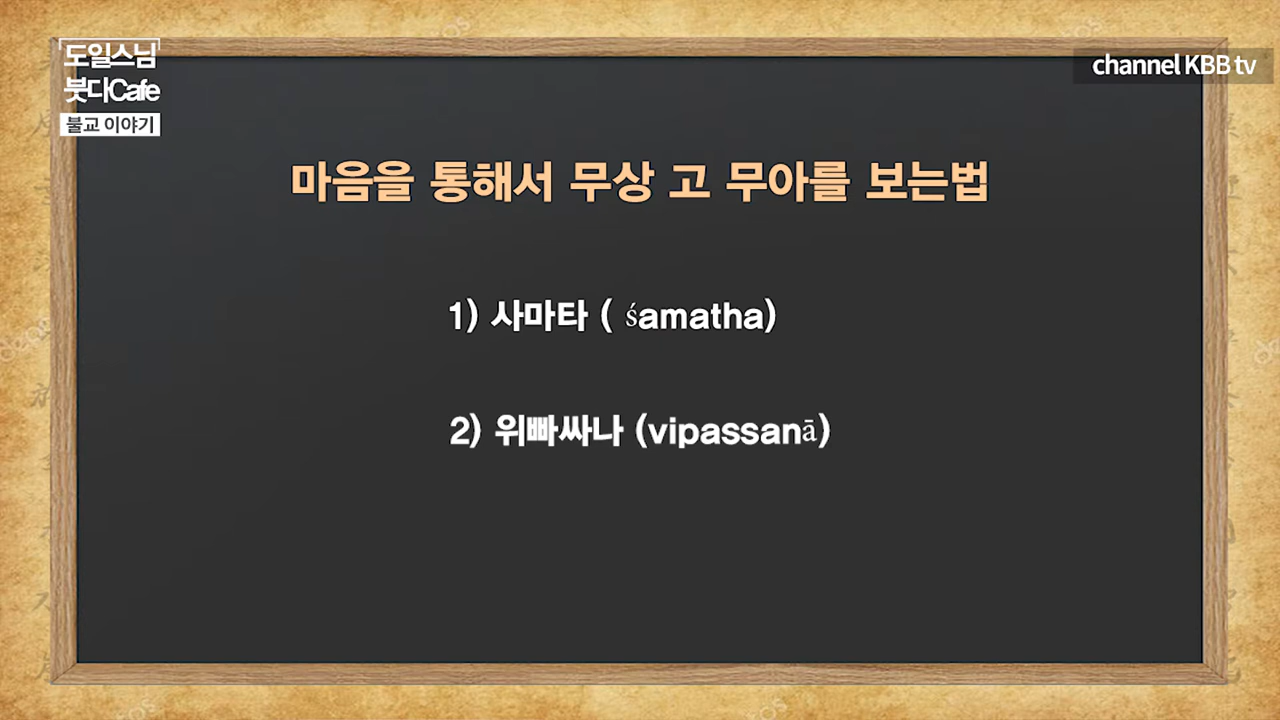 도일스님
붓다Cafe
불교 이야기
channel KBB tv
마음을 통해서 무상 고 무아를 보는법
1) 사마타 ( śamatha)
2) 위빠싸나 (vipassanā)